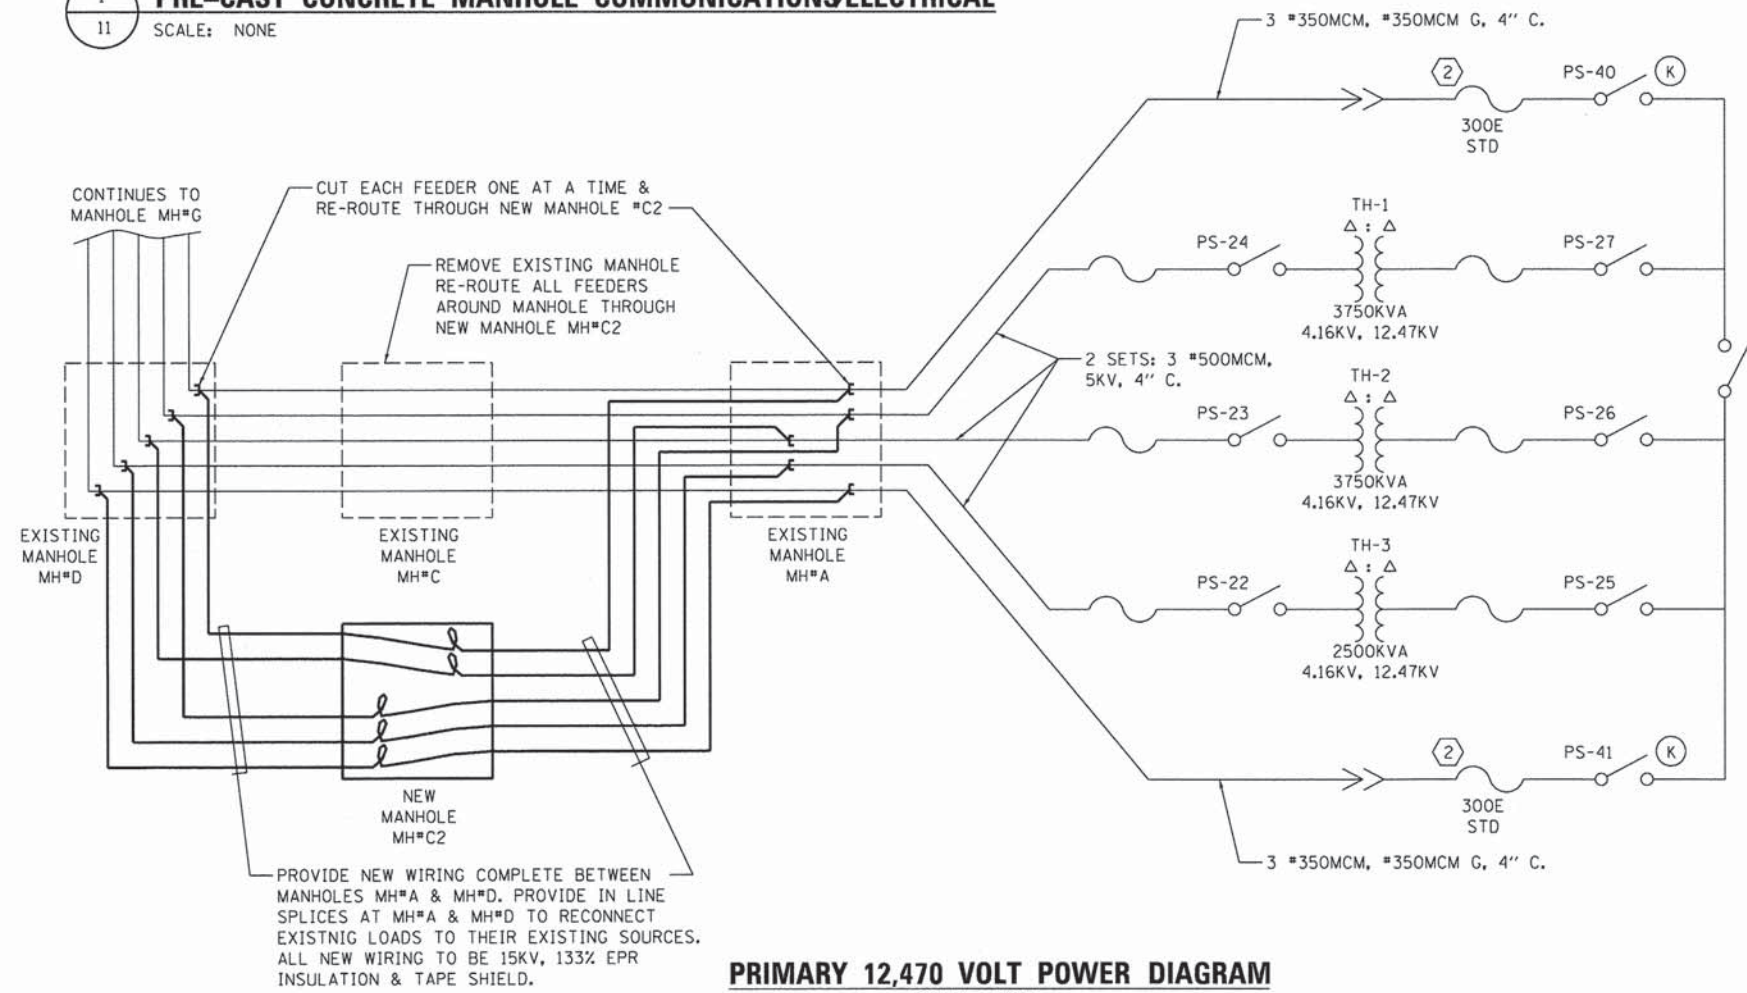 PRE-CAST CONCRETE MANHOLE COMMUNICATIONS/ELECTRICAL
11
SCALE: NONE
3 #350MCM, #350MCM G, 4'' C.
2
PS-40
K
300E
STD
CONTINUES TO
MANHOLE MH#G
CUT EACH FEEDER ONE AT A TIME &
RE-ROUTE THROUGH NEW MANHOLE #C2
REMOVE EXISTING MANHOLE
RE-ROUTE ALL FEEDERS
AROUND MANHOLE THROUGH
NEW MANHOLE MH#C2
TH-1
Δ : Δ
PS-24
PS-27
3750KVA
4.16KV, 12.47KV
2 SETS: 3 #500MCM,
5KV, 4'' C.
TH-2
Δ : Δ
PS-23
PS-26
3750KVA
4.16KV, 12.47KV
EXISTING
MANHOLE
MH#D
EXISTING
MANHOLE
MH#C
EXISTING
MANHOLE
MH#A
TH-3
Δ : Δ
PS-22
PS-25
2500KVA
4.16KV, 12.47KV
2
PS-41
K
300E
STD
NEW
MANHOLE
MH#C2
3 #350MCM, #350MCM G, 4'' C.
PROVIDE NEW WIRING COMPLETE BETWEEN
MANHOLES MH#A & MH#D. PROVIDE IN LINE
SPLICES AT MH#A & MH#D TO RECONNECT
EXISTNIG LOADS TO THEIR EXISTING SOURCES.
ALL NEW WIRING TO BE 15KV, 133% EPR
INSULATION & TAPE SHIELD.
PRIMARY 12,470 VOLT POWER DIAGRAM